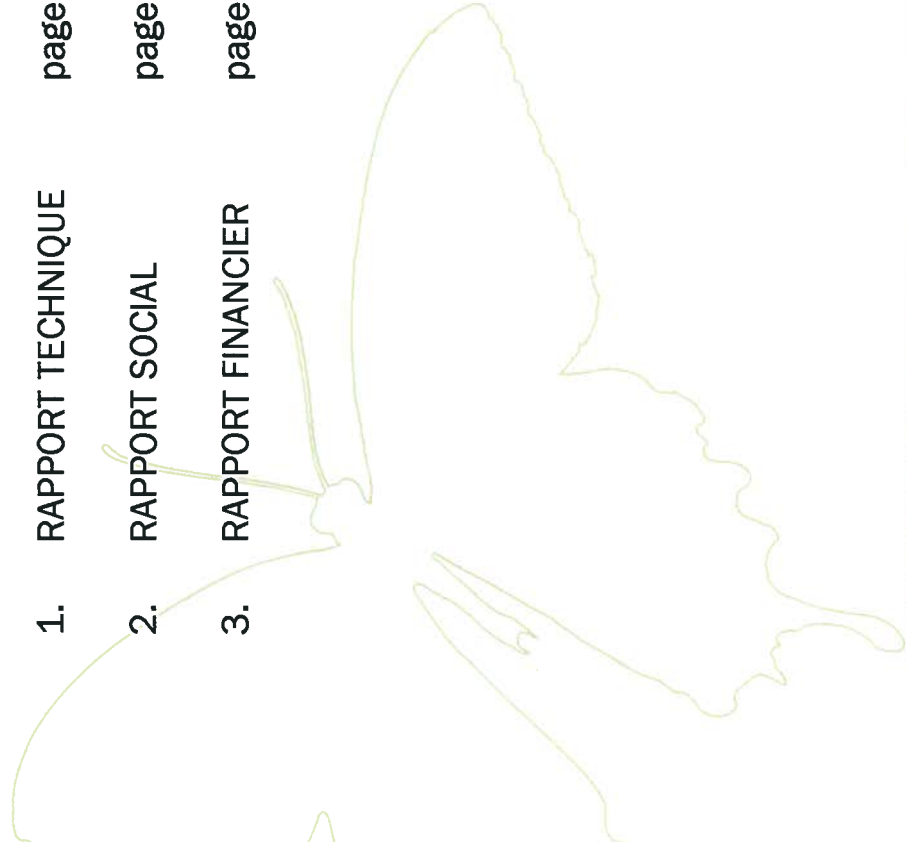 1. RAPPORT TECHNIQUE page
2. RAPPORT SOCIAL page
3. RAPPORT FINANCIER page